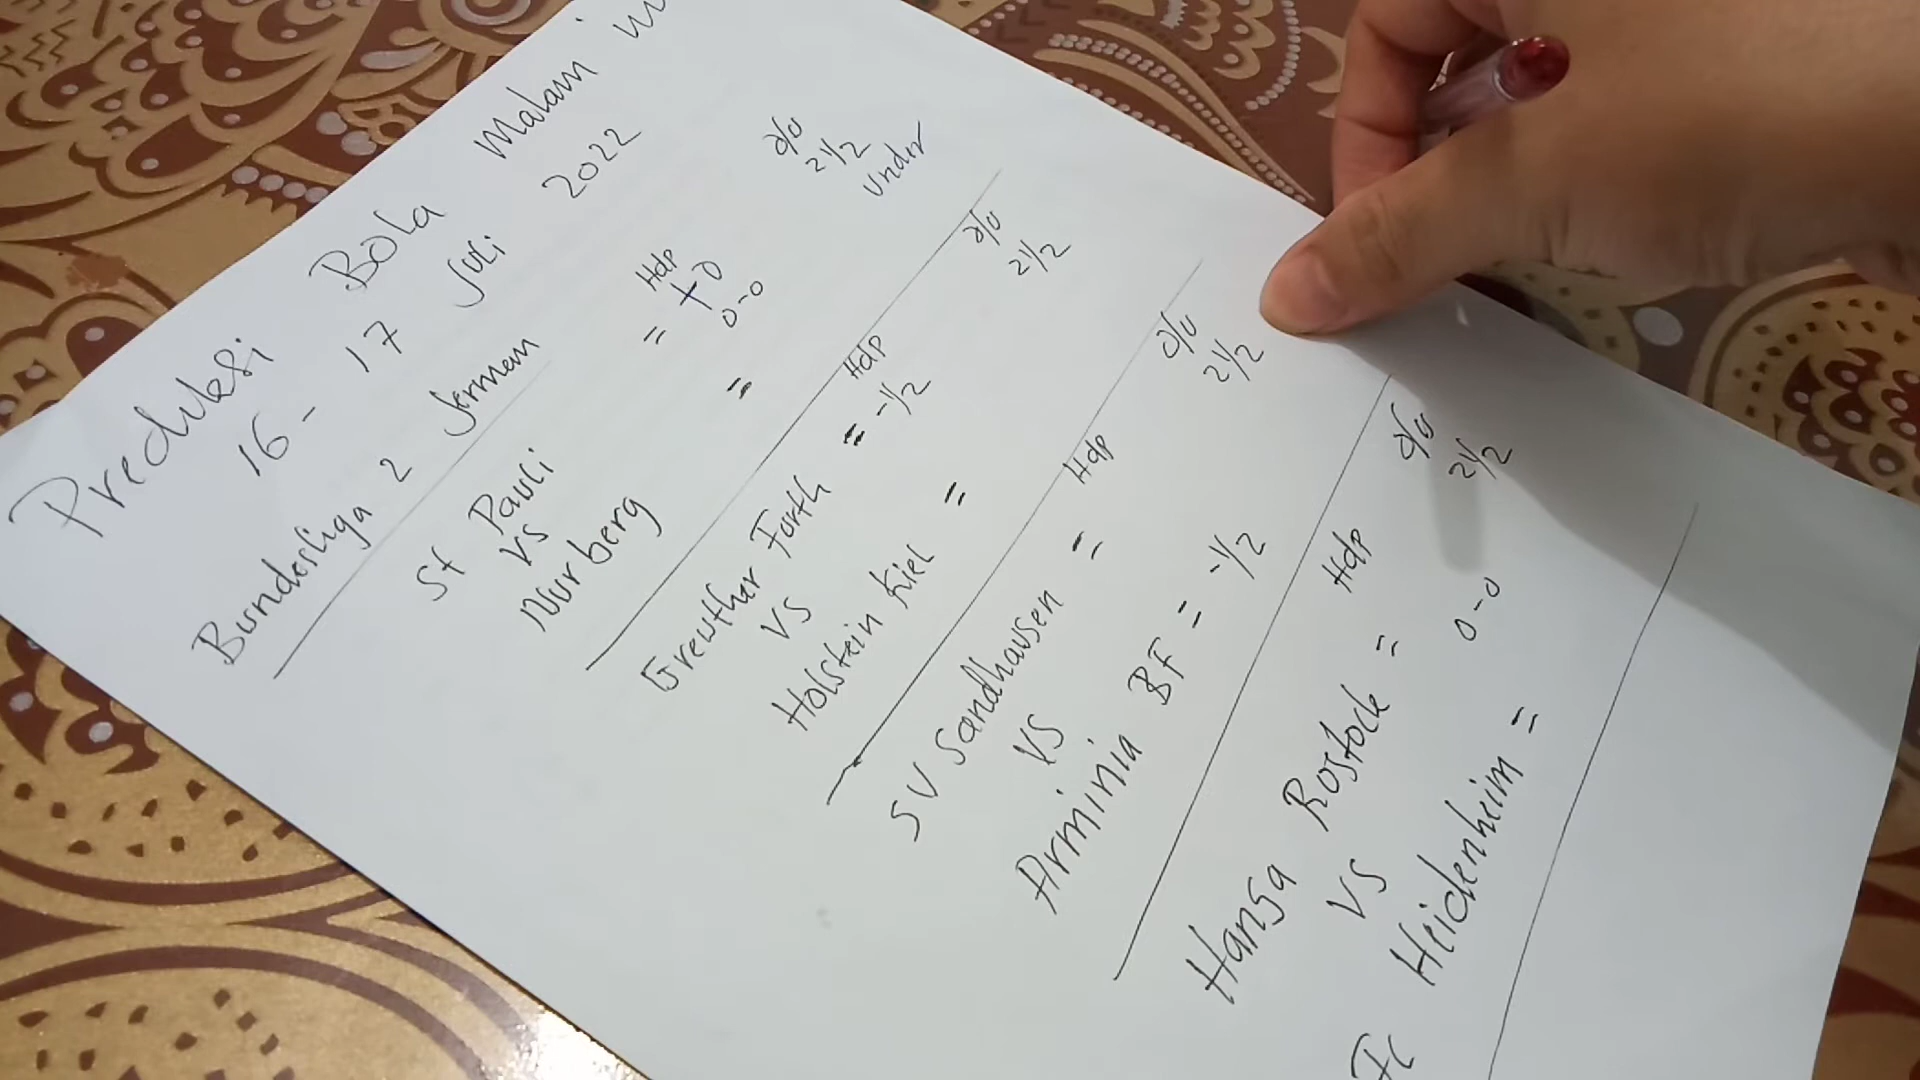 Prediksi Bola Malam in
16 - 17 Juli 2022
Bundesliga 2 Jerman
Hdp o/u
St Pauli = +0 2 1/2
vs 0-0 Under
Nurberg =
Hdp o/u
Greuther Furth = -1/2 2 1/2
vs
Holstein Kiel =
Hdp o/u
SV Sandhausen = 2 1/2
vs
Arminia BF = -1/2
Hdp o/u
Hansa Rostock = 2 1/2
vs 0-0
Heidenheim =
Fc